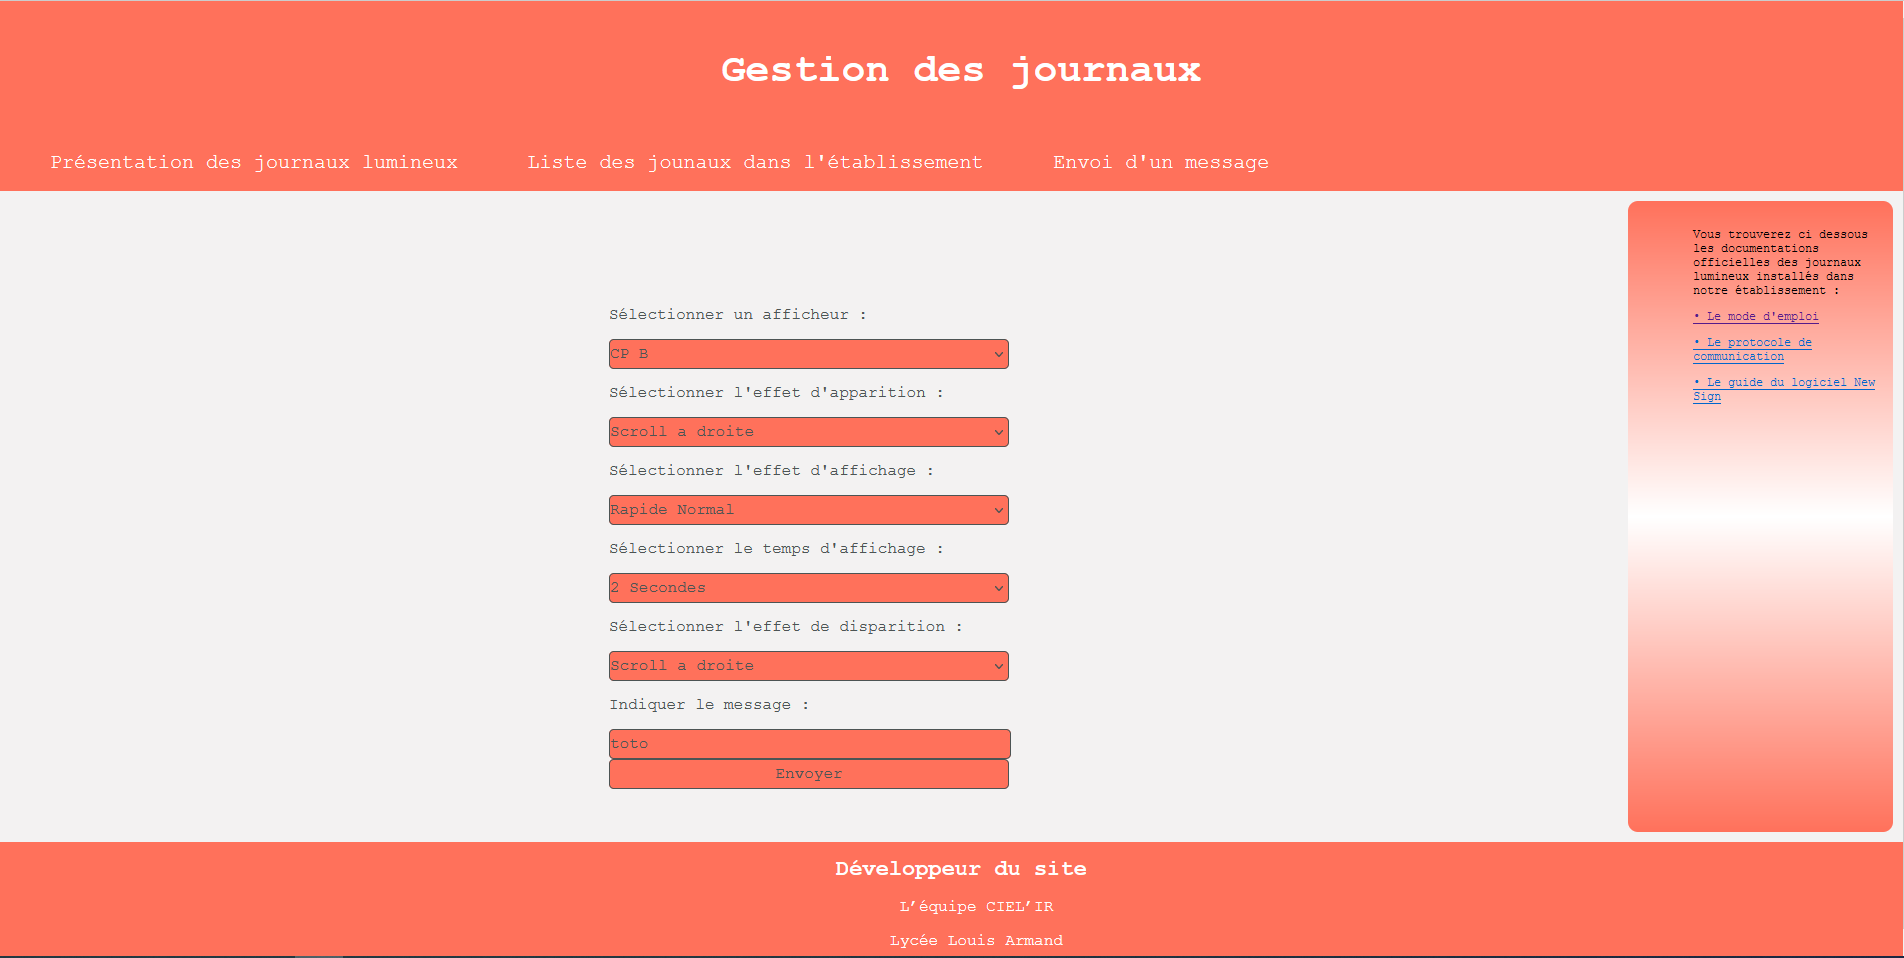 Gestion des journaux
Présentation des journaux lumineux
Liste des jounaux dans l'établissement
Envoi d'un message
Sélectionner un afficheur :
CP B
Sélectionner l'effet d'apparition :
Scroll a droite
Sélectionner l'effet d'affichage :
Rapide Normal
Sélectionner le temps d'affichage :
2 Secondes
Sélectionner l'effet de disparition :
Scroll a droite
Indiquer le message :
toto
Envoyer
Vous trouverez ci dessous
les documentations
officielles des journaux
lumineux installés dans
notre établissement :
• Le mode d'emploi
• Le protocole de
communication
• Le guide du logiciel New
Sign
Développeur du site
L’équipe CIEL’IR
Lycée Louis Armand